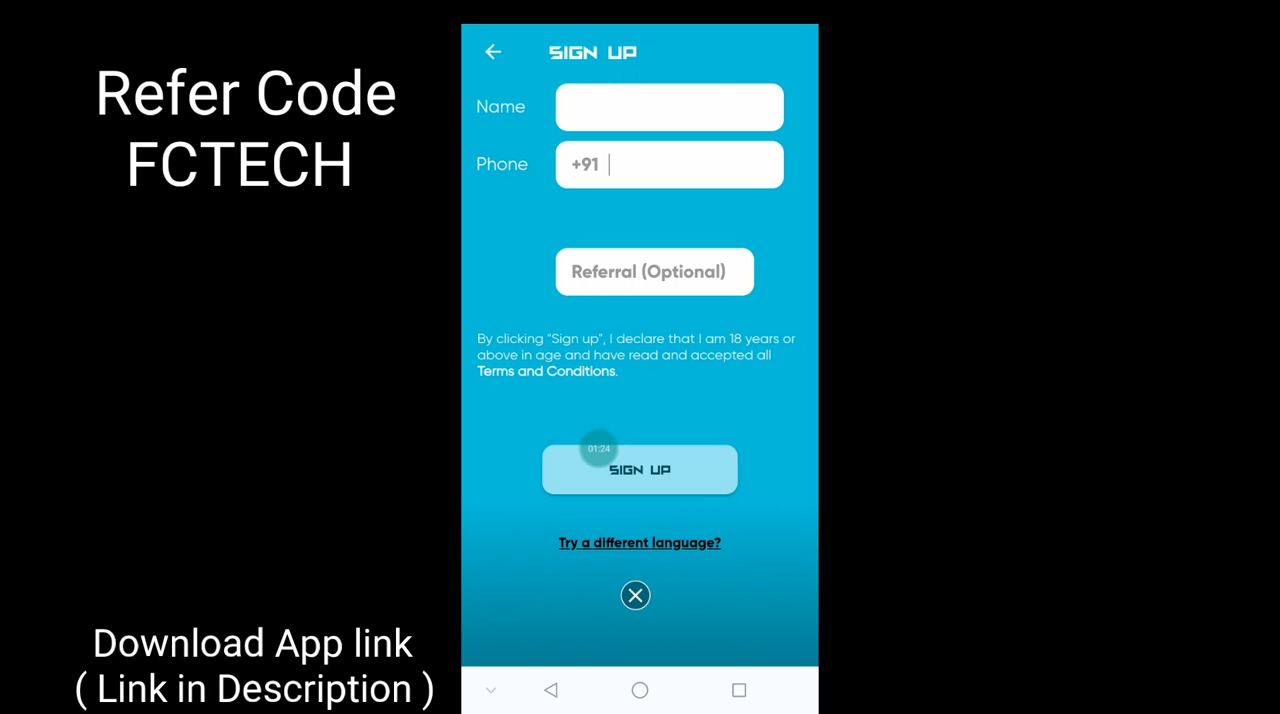 Refer Code
FCTECH
SIGN UP
Name
Phone
+91
Referral (Optional)
By clicking "Sign up", I declare that I am 18 years or
above in age and have read and accepted all
Terms and Conditions.
01:24
SIGN UP
Try a different language?
Download App link
( Link in Description )